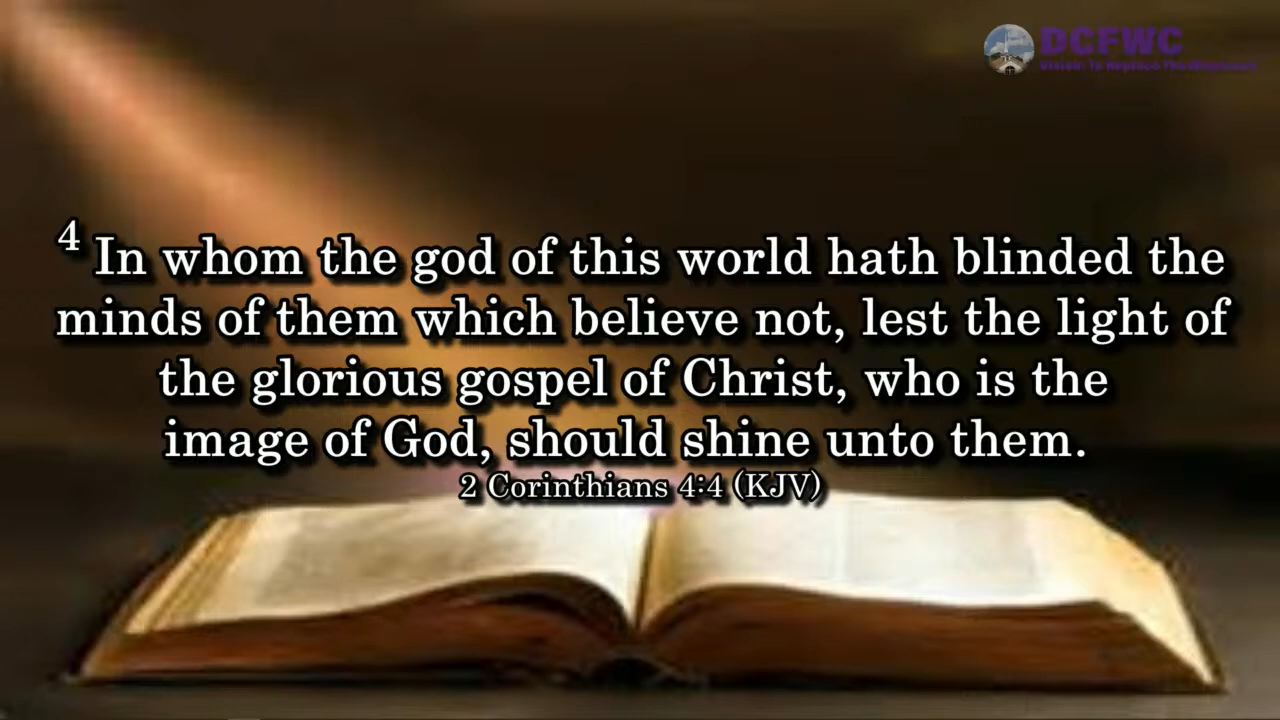 DCFWC
4 In whom the god of this world hath blinded the
minds of them which believe not, lest the light of
the glorious gospel of Christ, who is the
image of God, should shine unto them.
2 Corinthians 4:4 (KJV)